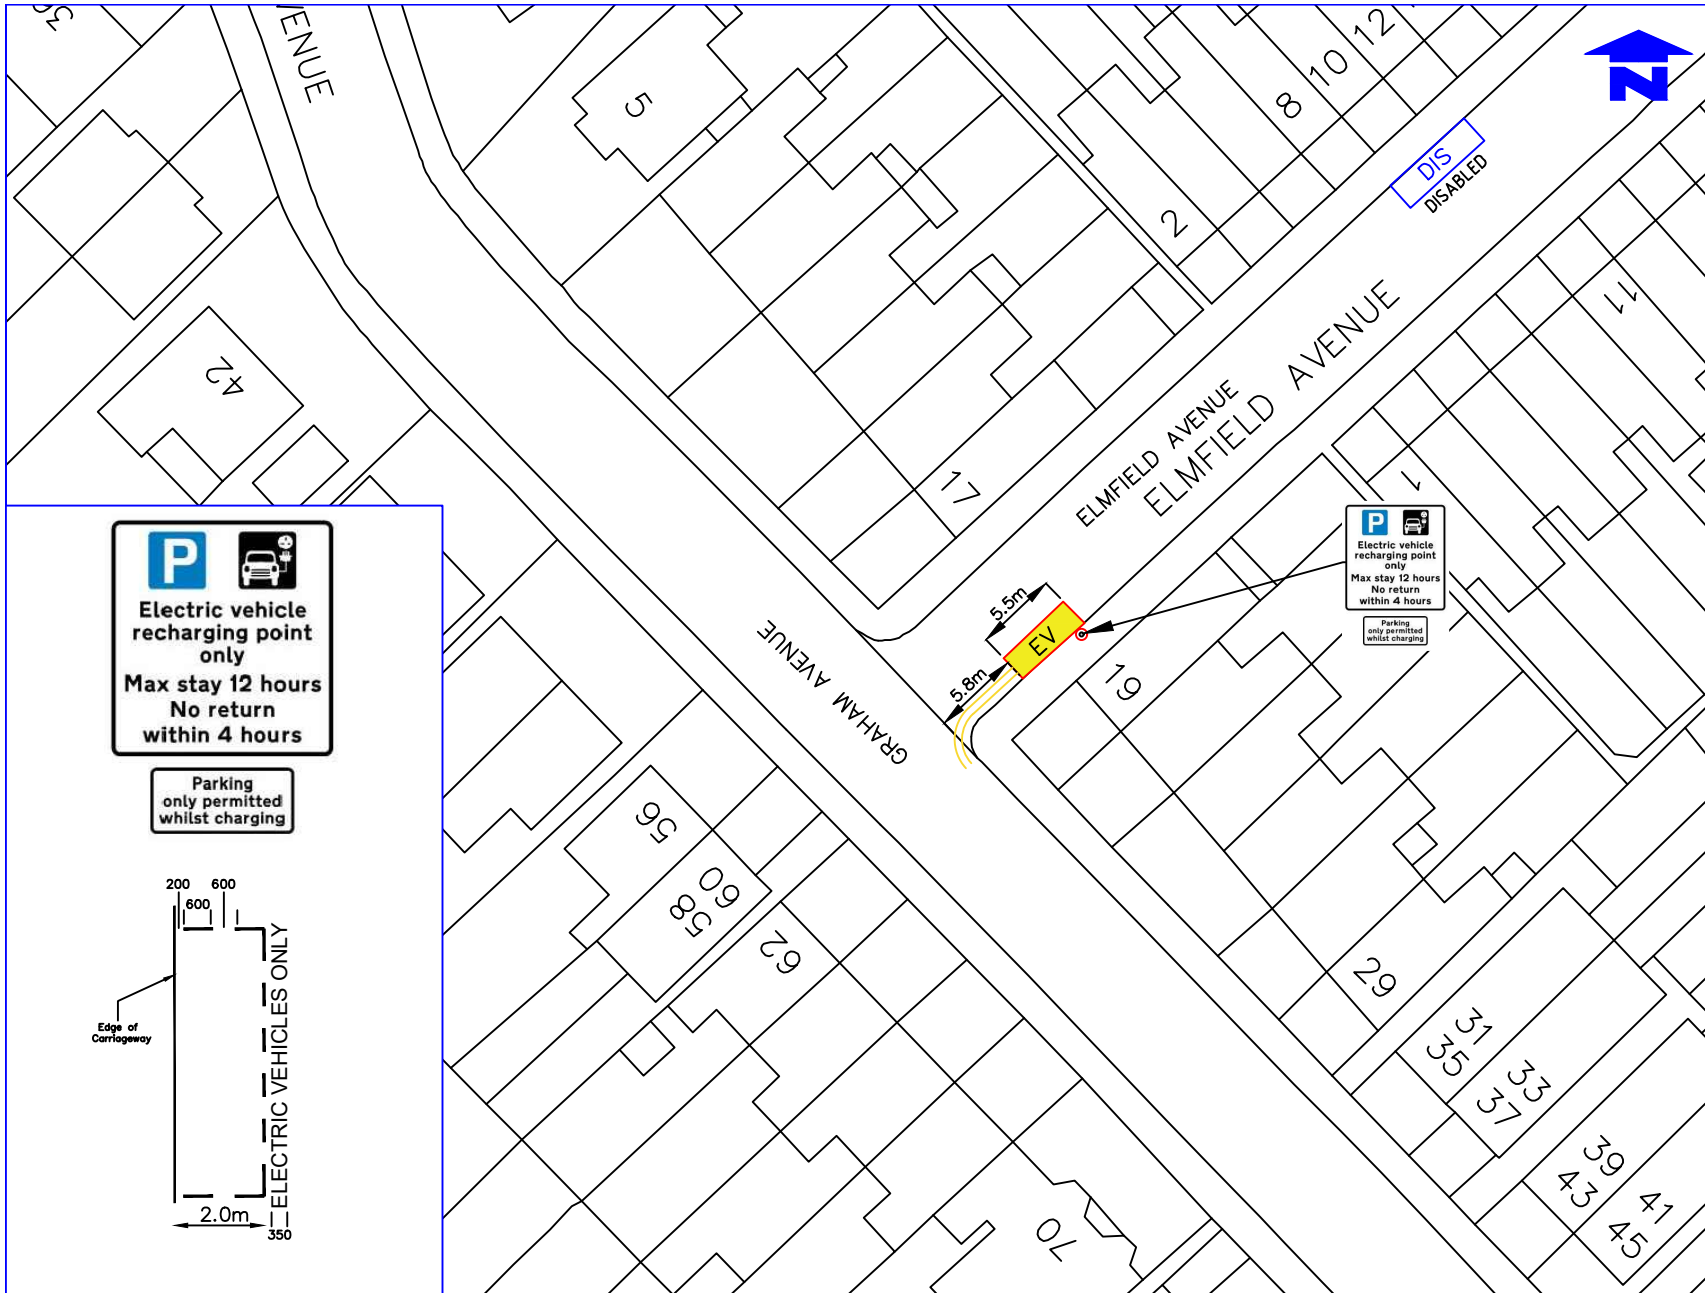 VENUE
5
8
10
12
N
DIS
DISABLED
2
11
42
ELMFIELD AVENUE
ELMFIELD AVENUE
17
1
P
Electric vehicle
recharging point
only
Max stay 12 hours
No return
within 4 hours
Parking
only permitted
whilst charging
5.5m
EV
5.8m
19
GRAHAM AVENUE
P
Electric vehicle
recharging point
only
Max stay 12 hours
No return
within 4 hours
Parking
only permitted
whilst charging
56
58
60
62
200
600
600
ELECTRIC VEHICLES ONLY
Edge of
Carriageway
2.0m
350
29
31
35
33
37
39
43
41
45
70